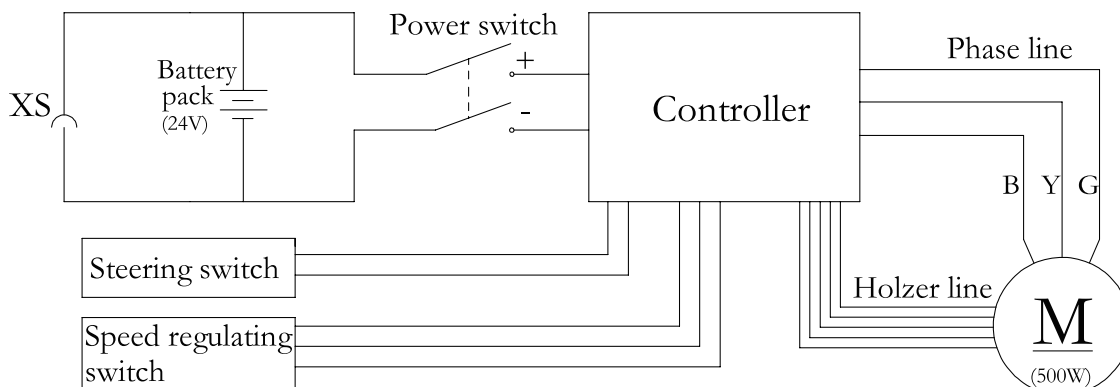 Power switch
Phase line
Battery
pack
(24V)
XS
+
-
Controller
B Y G
Steering switch
Holzer line
Speed regulating
switch
M
(500W)